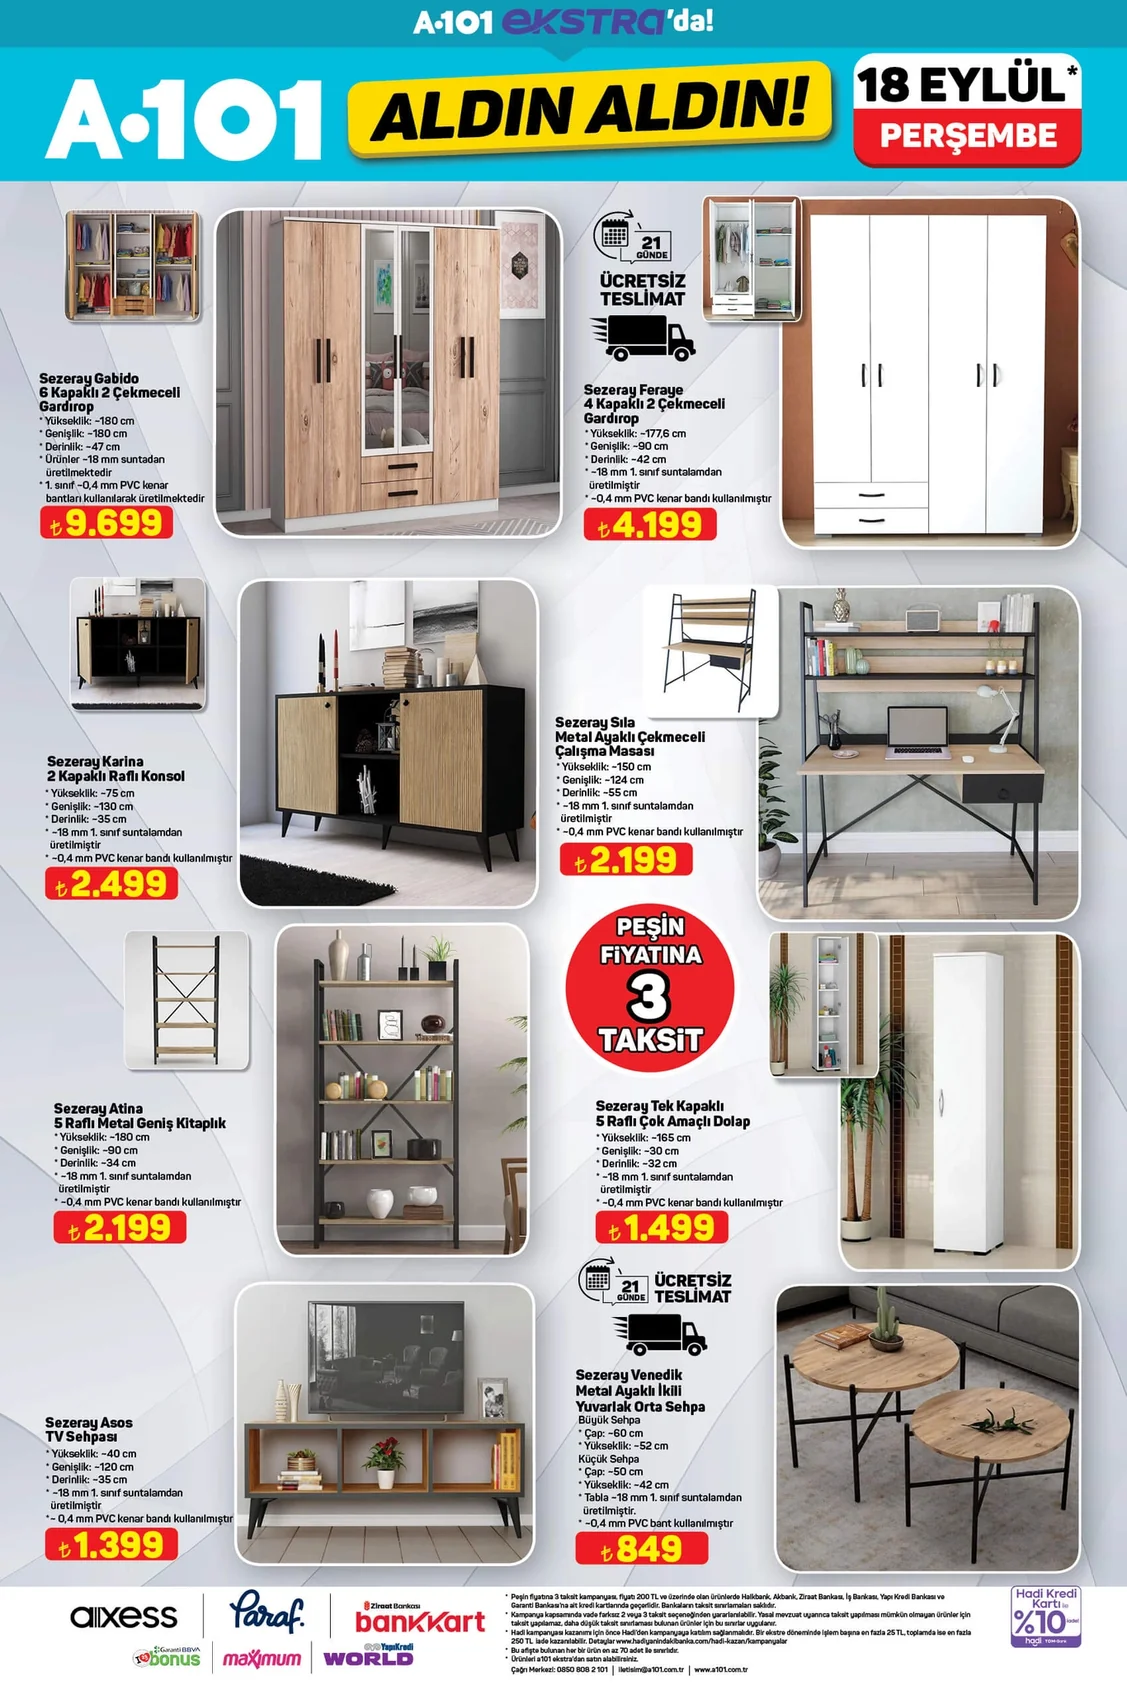 A•101 EKSTRA'da!
A•101
ALDIN ALDIN!
18 EYLÜL*
PERŞEMBE
Sezeray Gabido
6 Kapaklı 2 Çekmeceli
Gardırop
* Yükseklik: ~180 cm
* Genişlik: ~180 cm
* Derinlik: ~47 cm
* Ürünler ~18 mm suntadan
üretilmektedir
* 1. sınıf ~0,4 mm PVC kenar
bantları kullanılarak üretilmektedir
₺9.699
21
GÜNDE
ÜCRETSİZ
TESLİMAT
Sezeray Feraye
4 Kapaklı 2 Çekmeceli
Gardırop
* Yükseklik: ~177,6 cm
* Genişlik: ~90 cm
* Derinlik: ~42 cm
* ~18 mm 1. sınıf suntalamdan
üretilmiştir
* ~0,4 mm PVC kenar bandı kullanılmıştır
₺4.199
Sezeray Karina
2 Kapaklı Raflı Konsol
* Yükseklik: ~75 cm
* Genişlik: ~130 cm
* Derinlik: ~35 cm
* ~18 mm 1. sınıf suntalamdan
üretilmiştir
* ~0,4 mm PVC kenar bandı kullanılmıştır
₺2.499
Sezeray Sıla
Metal Ayaklı Çekmeceli
Çalışma Masası
* Yükseklik: ~150 cm
* Genişlik: ~124 cm
* Derinlik: ~55 cm
* ~18 mm 1. sınıf suntalamdan
üretilmiştir
* ~0,4 mm PVC kenar bandı kullanılmıştır
₺2.199
PEŞİN
FİYATINA
3
TAKSİT
Sezeray Atina
5 Raflı Metal Geniş Kitaplık
* Yükseklik: ~180 cm
* Genişlik: ~90 cm
* Derinlik: ~34 cm
* ~18 mm 1. sınıf suntalamdan
üretilmiştir
* ~0,4 mm PVC kenar bandı kullanılmıştır
₺2.199
Sezeray Tek Kapaklı
5 Raflı Çok Amaçlı Dolap
* Yükseklik: ~165 cm
* Genişlik: ~30 cm
* Derinlik: ~32 cm
* ~18 mm 1. sınıf suntalamdan
üretilmiştir
* ~0,4 mm PVC kenar bandı kullanılmıştır
₺1.499
Sezeray Asos
TV Sehpası
* Yükseklik: ~40 cm
* Genişlik: ~120 cm
* Derinlik: ~35 cm
* ~18 mm 1. sınıf suntalamdan
üretilmiştir
* ~ 0,4 mm PVC kenar bandı kullanılmıştır
₺1.399
21
GÜNDE
ÜCRETSİZ
TESLİMAT
Sezeray Venedik
Metal Ayaklı İkili
Yuvarlak Orta Sehpa
Büyük Sehpa
* Çap: ~60 cm
* Yükseklik: ~52 cm
Küçük Sehpa
* Çap: ~50 cm
* Yükseklik: ~42 cm
* Tabla ~18 mm 1. sınıf suntalamdan
üretilmiştir.
* ~0,4 mm PVC bant kullanılmıştır
₺849
axess
Paraf.
Ziraat Bankası
bankkart
Garanti BBVA
bonus
maximum
YapıKredi
WORLD
* Peşin fiyatına 3 taksit kampanyası, fiyatı 200 TL ve üzerinde olan ürünlerde Halkbank, Akbank, Ziraat Bankası, İş Bankası, Yapı Kredi Bankası ve
Garanti Bankası'na ait kredi kartlarında geçerlidir. Bankaların taksit sınırlamaları saklıdır.
* Kampanya kapsamında vade farksız 2 veya 3 taksit seçeneğinden yararlanılabilir. Yasal mevzuat uyarınca taksit yapılması mümkün olmayan ürünler için
taksit yapılamaz, daha düşük taksit sınırlaması bulunan ürünler için bu sınırlar uygulanır.
* Hadi kampanyası kazanımı için önce Hadi'den kampanyaya katılım sağlanmalıdır. Bir ekstre döneminde işlem başına en fazla 25 TL, toplamda ise en fazla
250 TL iade kazanılabilir. Detaylar www.hadiyanindakibanka.com/hadi-kazan/kampanyalar
* Bu afişte bulunan her bir ürün en az 70 adet ile sınırlıdır.
* Ürünleri a101 ekstra'dan satın alabilirsiniz.
Çağrı Merkezi: 0850 808 2 101 | iletisim@a101.com.tr | www.a101.com.tr
Hadi Kredi
Kartı ile
%10 iade!
hadi